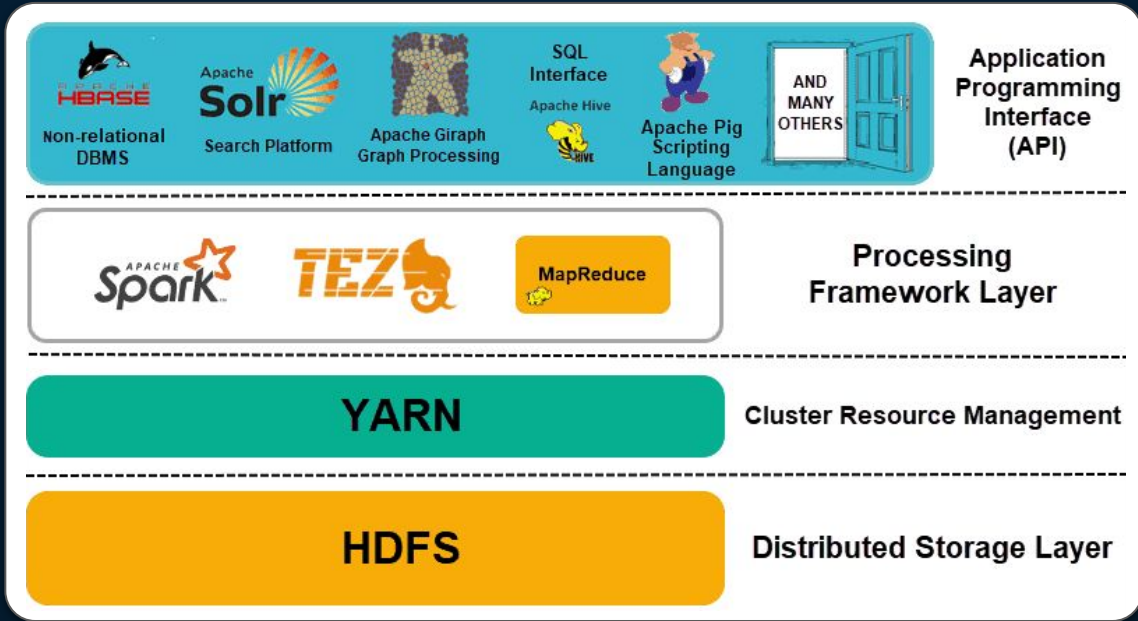 APACHE
HBASE
Non-relational
DBMS
Apache
Solr
Search Platform
Apache Giraph
Graph Processing
SQL
Interface
Apache Hive
HIVE
Apache Pig
Scripting
Language
AND
MANY
OTHERS
Application
Programming
Interface
(API)
APACHE
Spark™
TEZ
MapReduce
Processing
Framework Layer
YARN
Cluster Resource Management
HDFS
Distributed Storage Layer